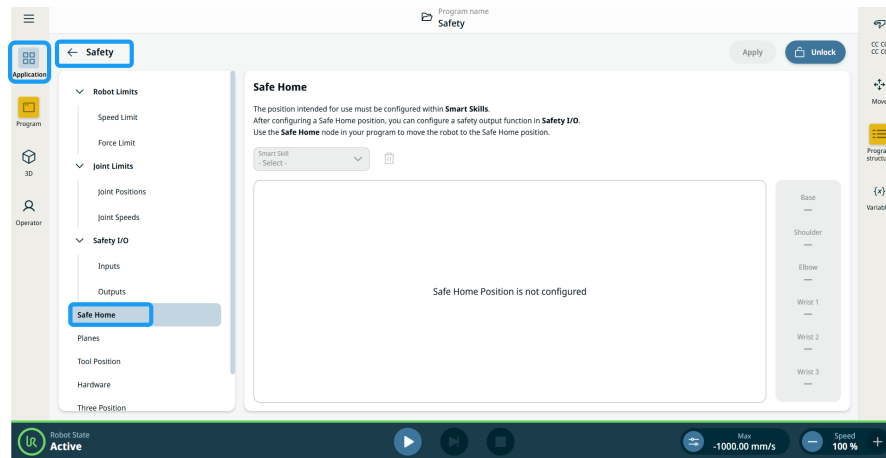 Program name
Safety
Safety
Apply
Unlock
Application
Program
3D
Operator
Robot Limits
Speed Limit
Force Limit
Joint Limits
Joint Positions
Joint Speeds
Safety I/O
Inputs
Outputs
Safe Home
Planes
Tool Position
Hardware
Three Position
Safe Home
The position intended for use must be configured within Smart Skills.
After configuring a Safe Home position, you can configure a safety output function in Safety I/O.
Use the Safe Home node in your program to move the robot to the Safe Home position.
Smart Skill
- Select -
Safe Home Position is not configured
Base
—
Shoulder
—
Elbow
—
Wrist 1
—
Wrist 2
—
Wrist 3
—
CC CC
CC CC
Move
Progra
structu
{x}
Variabl
UR
Robot State
Active
Max
-1000.00 mm/s
Speed
100 %